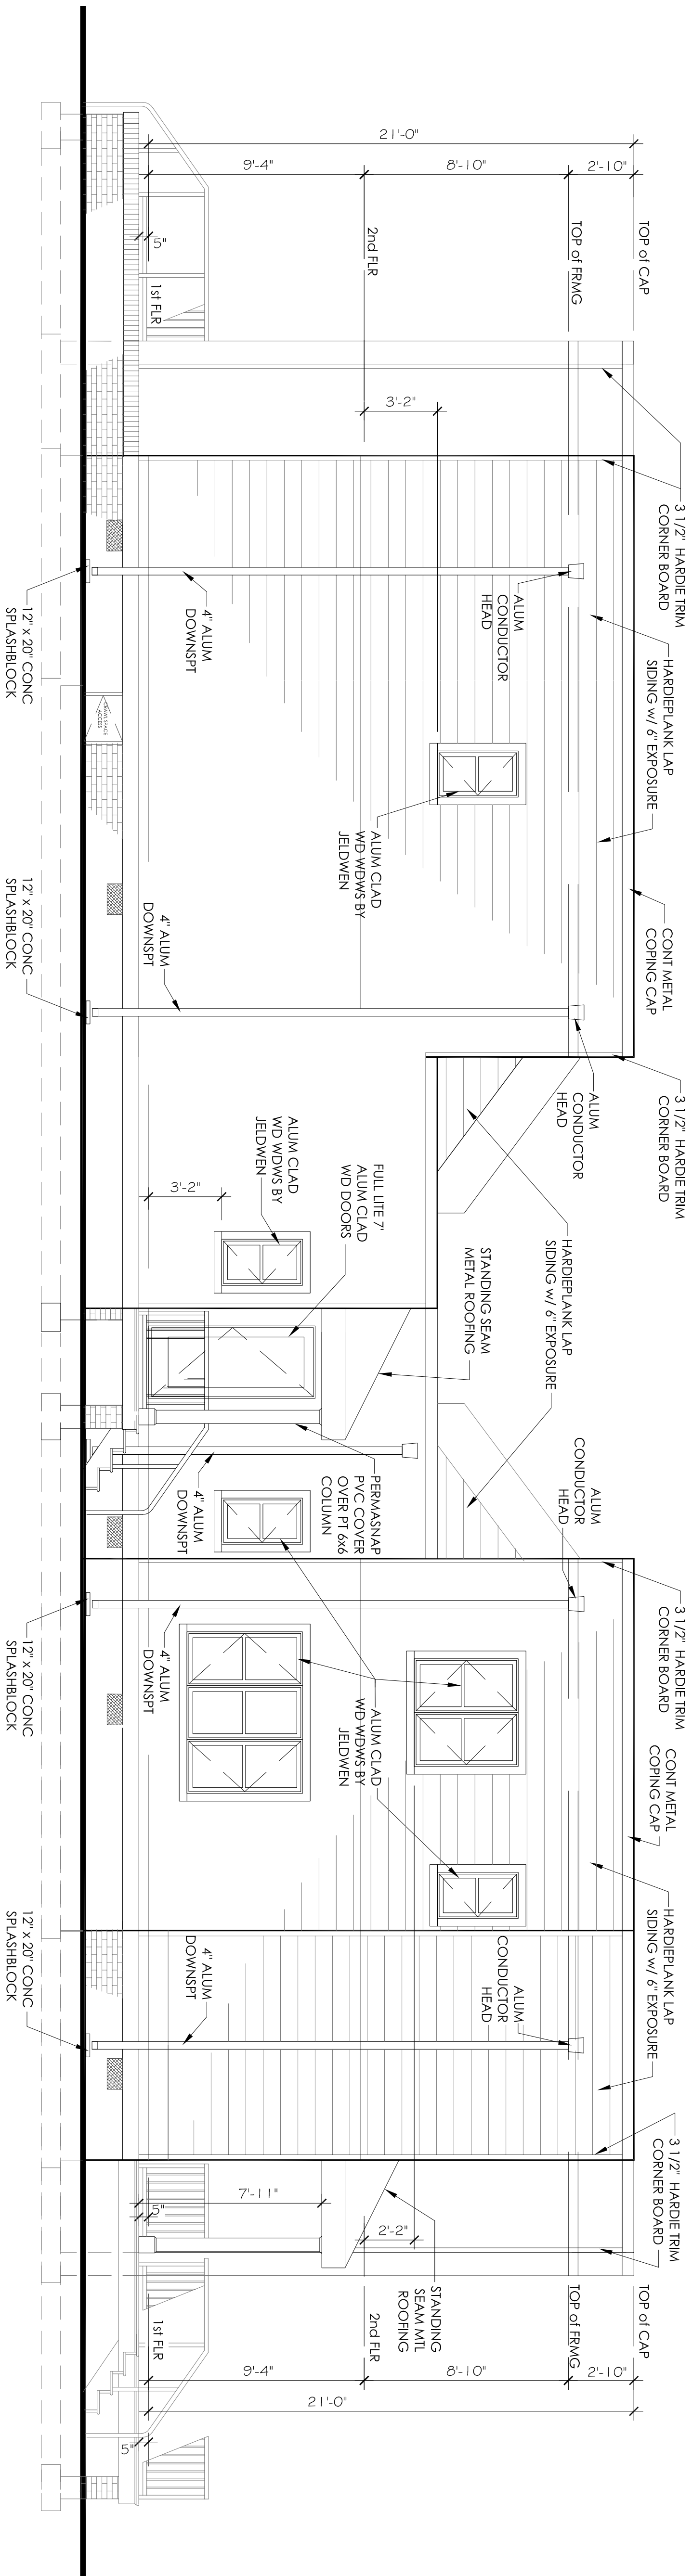 TOP of CAP
TOP of FRMG
2nd FLR
1st FLR
21'-0"
2'-10"
8'-10"
9'-4"
5"
3'-2"
3 1/2" HARDIE TRIM
CORNER BOARD
HARDIEPLANK LAP
SIDING w/ 6" EXPOSURE
CONT METAL
COPING CAP
3 1/2" HARDIE TRIM
CORNER BOARD
ALUM
CONDUCTOR
HEAD
4" ALUM
DOWNSPT
12" x 20" CONC
SPLASHBLOCK
CRAWL SPACE
ACCESS
ALUM CLAD
WD WDWS BY
JELDWEN
4" ALUM
DOWNSPT
12" x 20" CONC
SPLASHBLOCK
ALUM
CONDUCTOR
HEAD
HARDIEPLANK LAP
SIDING w/ 6" EXPOSURE
STANDING SEAM
METAL ROOFING
FULL LITE 7'
ALUM CLAD
WD DOORS
ALUM CLAD
WD WDWS BY
JELDWEN
3'-2"
ALUM
CONDUCTOR
HEAD
PERMASNAP
PVC COVER
OVER PT 6x6
COLUMN
4" ALUM
DOWNSPT
3 1/2" HARDIE TRIM
CORNER BOARD
CONT METAL
COPING CAP
HARDIEPLANK LAP
SIDING w/ 6" EXPOSURE
3 1/2" HARDIE TRIM
CORNER BOARD
ALUM CLAD
WD WDWS BY
JELDWEN
4" ALUM
DOWNSPT
12" x 20" CONC
SPLASHBLOCK
ALUM
CONDUCTOR
HEAD
4" ALUM
DOWNSPT
12" x 20" CONC
SPLASHBLOCK
7'-11"
5"
2'-2"
STANDING
SEAM MTL
ROOFING
TOP of CAP
TOP of FRMG
2nd FLR
1st FLR
2'-10"
8'-10"
9'-4"
21'-0"
5"